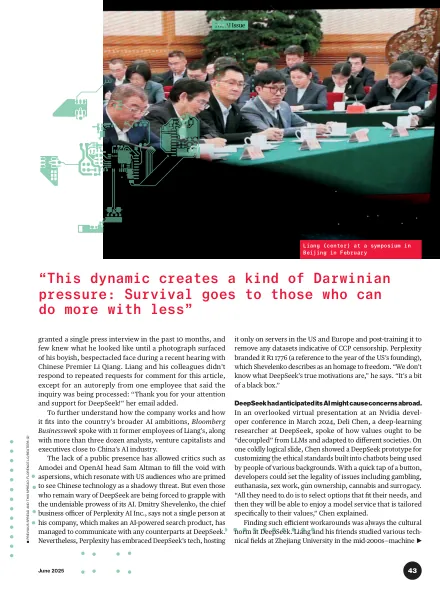 AI Issue
Liang (center) at a symposium in
Beijing in February
“This dynamic creates a kind of Darwinian
pressure: Survival goes to those who can
do more with less”
granted a single press interview in the past 10 months, and
few knew what he looked like until a photograph surfaced
of his boyish, bespectacled face during a recent hearing with
Chinese Premier Li Qiang. Liang and his colleagues didn’t
respond to repeated requests for comment for this article,
except for an autoreply from one employee that said the
inquiry was being processed: “Thank you for your attention
and support for DeepSeek!” her email added.
To further understand how the company works and how
it fits into the country’s broader AI ambitions, Bloomberg
Businessweek spoke with 11 former employees of Liang’s, along
with more than three dozen analysts, venture capitalists and
executives close to China’s AI industry.
The lack of a public presence has allowed critics such as
Amodei and OpenAI head Sam Altman to fill the void with
aspersions, which resonate with US audiences who are primed
to see Chinese technology as a shadowy threat. But even those
who remain wary of DeepSeek are being forced to grapple with the
undeniable prowess of its AI. Dmitry Shevelenko, the chief
business officer of Perplexity AI Inc., says not a single person at
his company, which makes an AI-powered search product, has
managed to communicate with any counterparts at DeepSeek.
Nevertheless, Perplexity has embraced DeepSeek’s tech, hosting
it only on servers in the US and Europe and post-training it to
remove any datasets indicative of CCP censorship. Perplexity
branded it R1 1776 (a reference to the year of the US’s founding),
which Shevelenko describes as an homage to freedom. “We don’t
know what DeepSeek’s true motivations are,” he says. “It’s a bit
of a black box.”
DeepSeek had anticipated its AI might cause concerns abroad.
In an overlooked virtual presentation at an Nvidia devel-
oper conference in March 2024, Deli Chen, a deep-learning
researcher at DeepSeek, spoke of how values ought to be
“decoupled” from LLMs and adapted to different societies. On
one coldly logical slide, Chen showed a DeepSeek prototype for
customizing the ethical standards built into chatbots being used
by people of various backgrounds. With a quick tap of a button,
developers could set the legality of issues including gambling,
euthanasia, sex work, gun ownership, cannabis and surrogacy.
“All they need to do is to select options that fit their needs, and
then they will be able to enjoy a model service that is tailored
specifically to their values,” Chen explained.
Finding such efficient workarounds was always the cultural
norm at DeepSeek. Liang and his friends studied various tech-
nical fields at Zhejiang University in the mid-2000s—machine ▶
June 2025
43